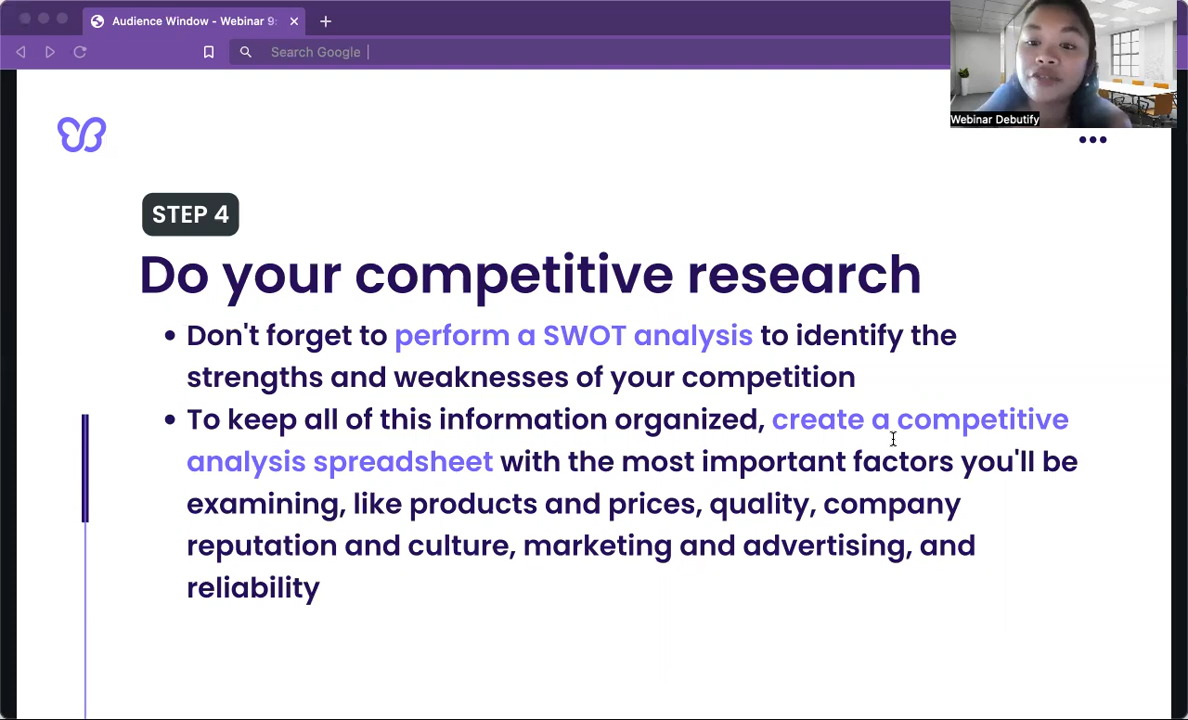 Audience Window - Webinar 9:
Search Google
Webinar Debutify
STEP 4
Do your competitive research
• Don't forget to perform a SWOT analysis to identify the
strengths and weaknesses of your competition
• To keep all of this information organized, create a competitive
analysis spreadsheet with the most important factors you'll be
examining, like products and prices, quality, company
reputation and culture, marketing and advertising, and
reliability